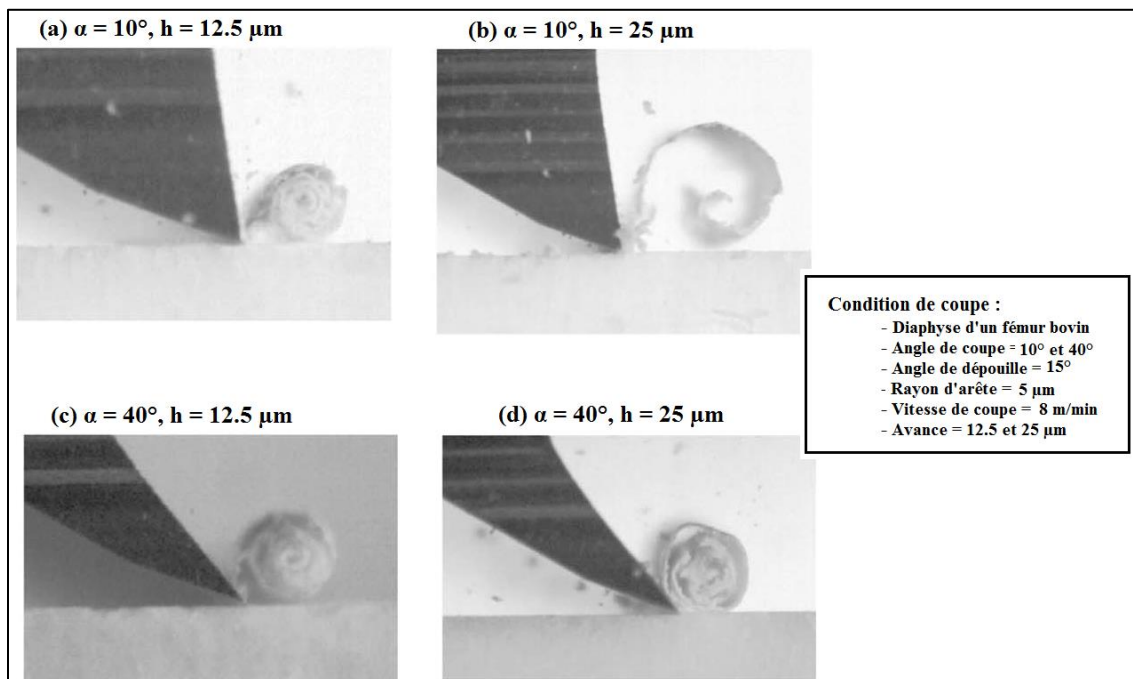 (a) α = 10°, h = 12.5 µm
(b) α = 10°, h = 25 µm
(c) α = 40°, h = 12.5 µm
(d) α = 40°, h = 25 µm
Condition de coupe :
- Diaphyse d'un fémur bovin
- Angle de coupe = 10° et 40°
- Angle de dépouille = 15°
- Rayon d'arête = 5 µm
- Vitesse de coupe = 8 m/min
- Avance = 12.5 et 25 µm